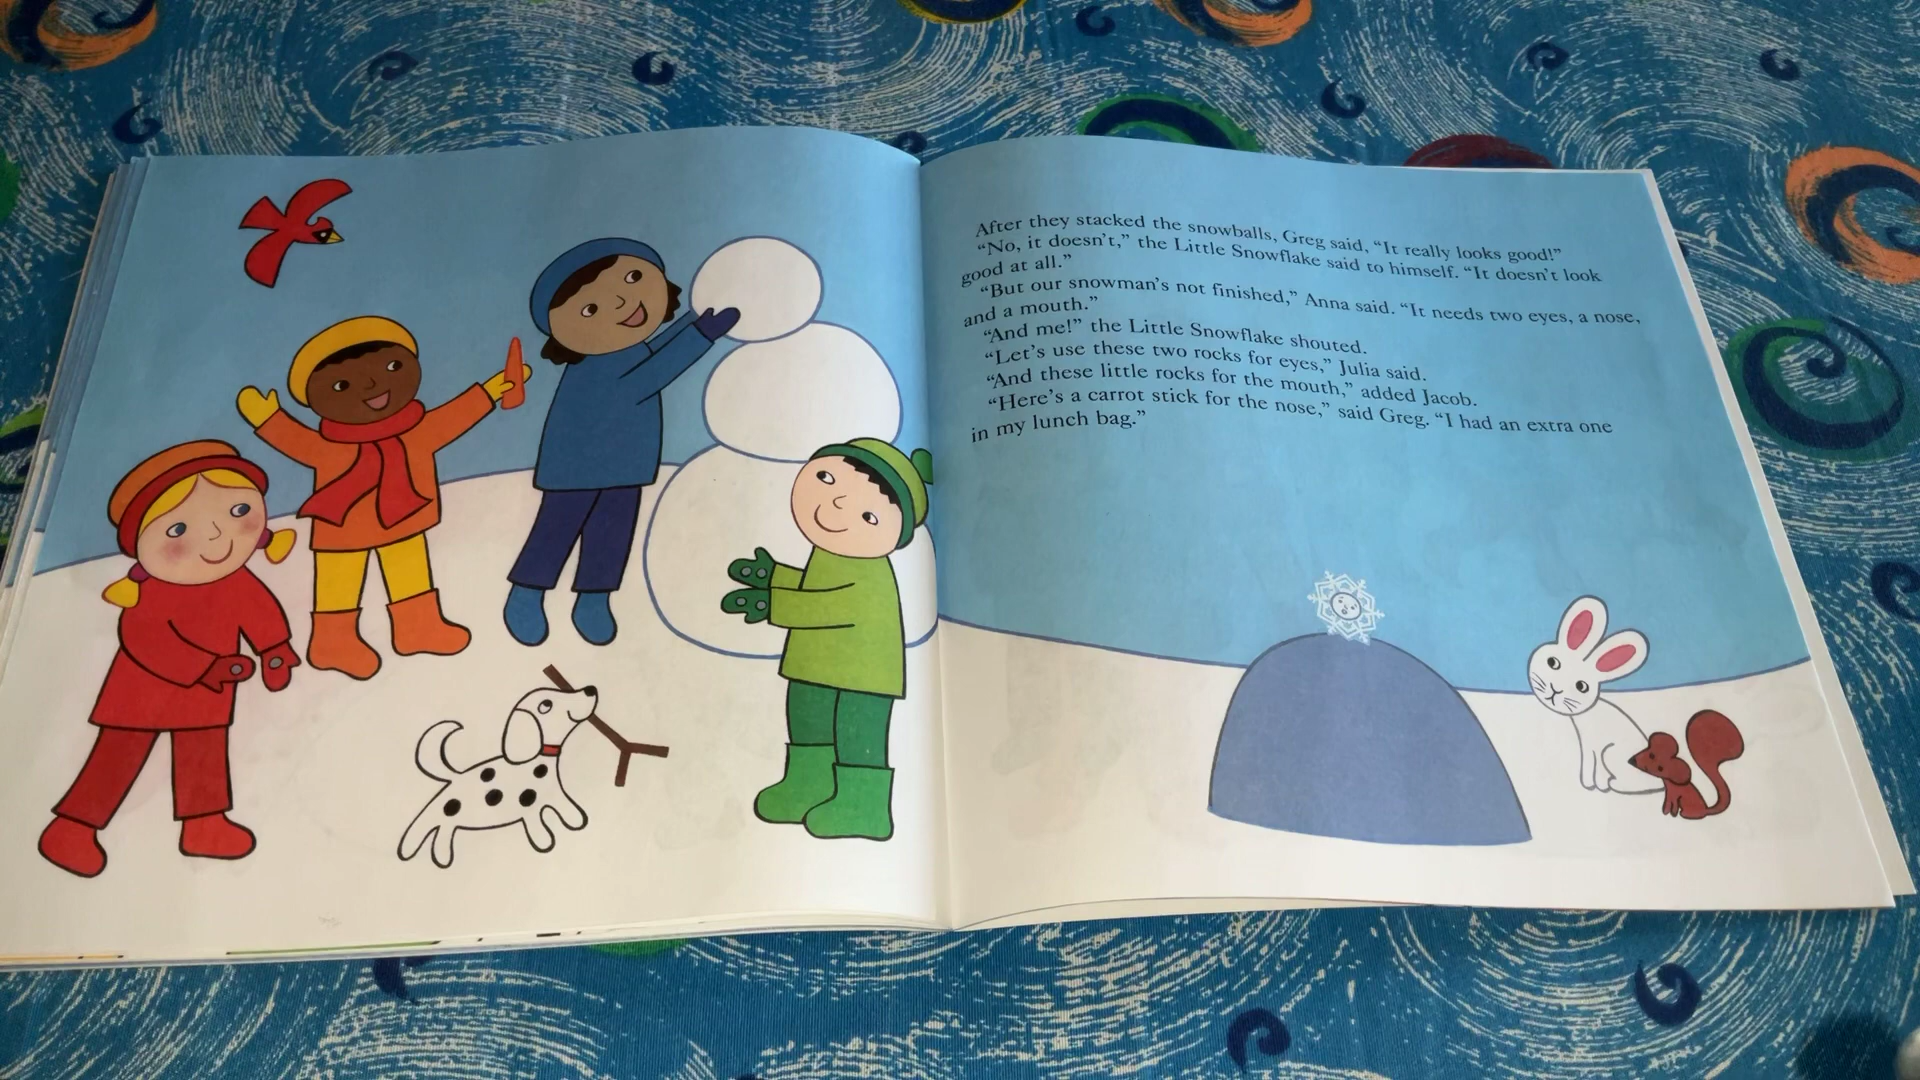 After they stacked the snowballs, Greg said, “It really looks good!”
“No, it doesn’t,” the Little Snowflake said to himself. “It doesn’t look
good at all.”
“But our snowman’s not finished,” Anna said. “It needs two eyes, a nose,
and a mouth.”
“And me!” the Little Snowflake shouted.
“Let’s use these two rocks for eyes,” Julia said.
“And these little rocks for the mouth,” added Jacob.
“Here’s a carrot stick for the nose,” said Greg. “I had an extra one
in my lunch bag.”